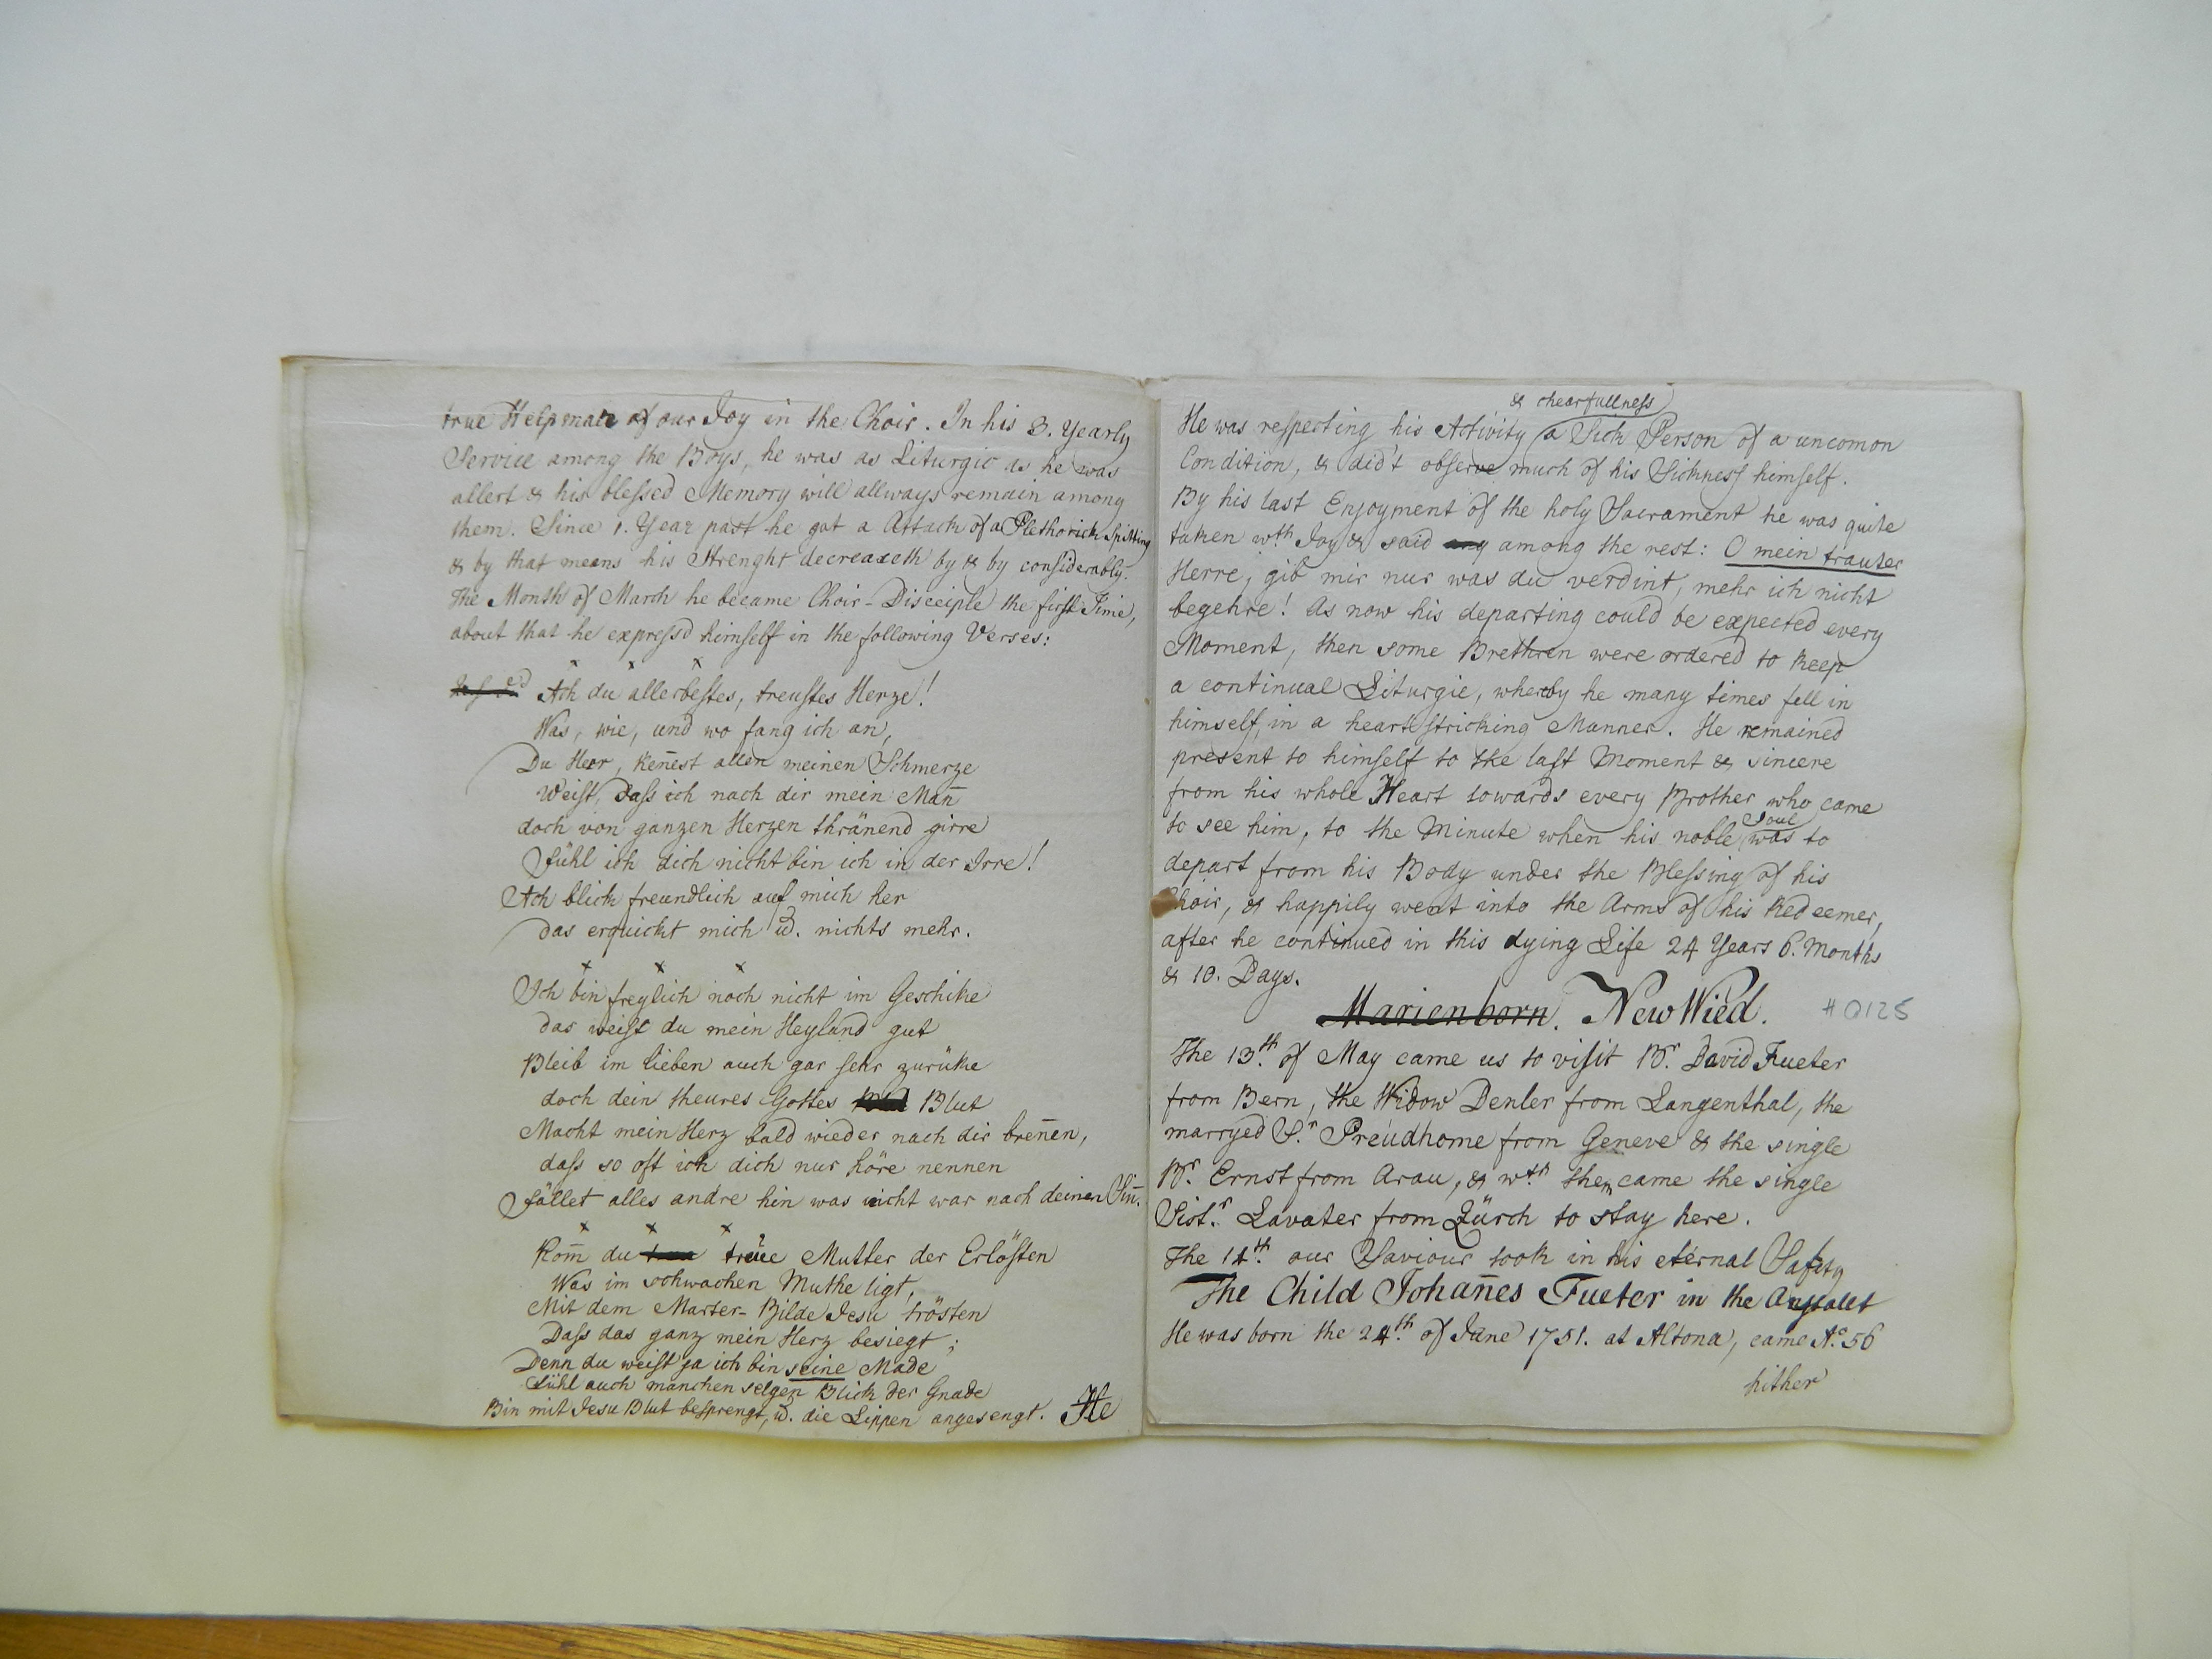 true Helpmate of our Joy in the Choir. In his 3. Yearly
Service among the Boys, he was as Liturgic as he was
allert & his blessed Memory will allways remain among
them. Since 1. Year past he got a Attack of a Plethorick Spitting
& by that means his Strenght decreaseth by & by considerably.
The Month of March he became Choir-Disceiple the first Time,
about that he expressd himself in the following Verses:
Ach du allerbestes, treustes Herze!
Was, wie, und wo fang ich an,
Du Herr, ken̄est allen meinen Schmerze
Weist, dass ich nach dir mein Man̄
doch von ganzen Herzen thränend girre
Fühl ich dich nicht bin ich in der Irre!
Ach blick freundlich auf mich her
das erquickt mich u. nichts mehr.
Ich bin freylich noch nicht im Geschike
das weist du mein Heyland gut
Bleib im lieben auch gar sehr zurüke
doch dein theures Gottes Blut
Macht mein Herz bald wieder nach dir bren̄en,
dass so oft ich dich nur höre nennen
Fället alles andre hin was nicht war nach deinen Sin̄.
Kom̄ du treue Mutter der Erlösten
Was im schwachen Muthe ligt,
Mit dem Marter-Bilde Jesu trösten
Dass das ganz mein Herz besiegt;
Denn du weist ja ich bin seine Made
Fühl auch manchen selgen Blick der Gnade
Bin mit Jesu Blut besprengt, u. die Lippen angesengt. He
& chearfullness
He was respecting his Activity a Sick Person of a uncomon
Condition, & did't observe much of his Sickness himself.
By his last Enjoyment of the holy Sacrament he was quite
taken wth Joy & said among the rest: O mein trauter
Herre, gib mir nur was du verdint, mehr ich nicht
begehre! As now his departing could be expected every
Moment, then some Brethren were ordered to keep
a continual Liturgie, whereby he many times fell in
himself, in a heartstricking Manner. He remained
present to himself to the last Moment & sincere
from his whole Heart towards every Brother who came
to see him, to the Minute when his noble Soul was to
depart from his Body under the Blessing of his
Choir, & happily went into the Arms of his Redeemer,
after he continued in this dying Life 24 Years 6. Months
& 10. Days.
Marienborn. New Wied. #0125
The 13th of May came us to visit Br. David Fueter
from Bern, the Widow Denler from Langenthal, the
marryed Sr. Preudhome from Geneve & the single
Br. Ernst from Arau, & wth them came the single
Sistr. Lavater from Zürch to stay here.
The 14th. our Saviour took in his eternal Safety
The Child Johan̄es Fueter in the Anstallt
He was born the 24th. of June 1751. at Altona, came Ao. 56
hither